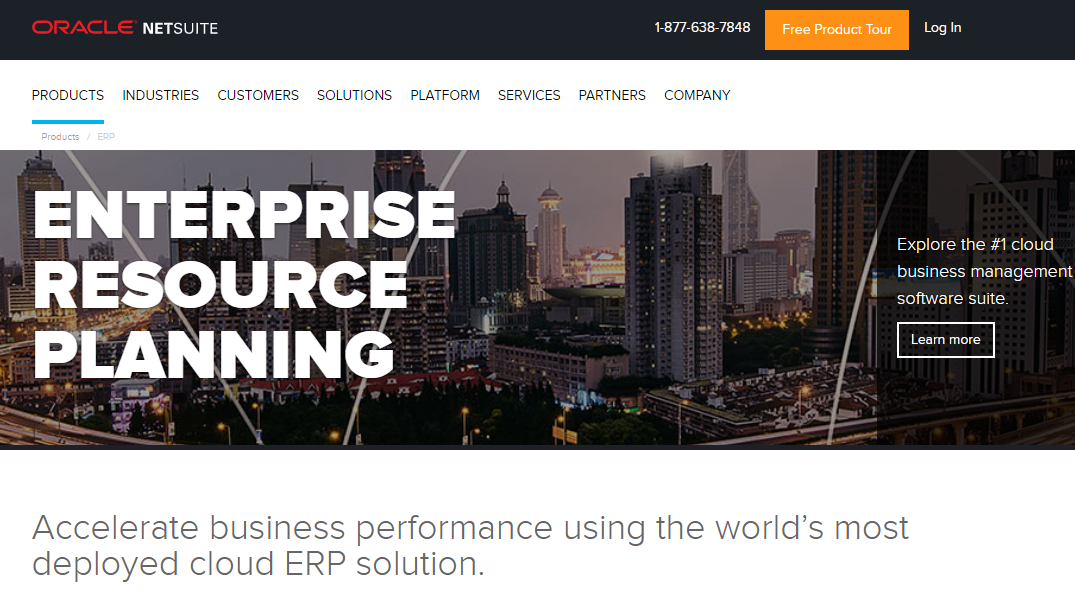 ORACLE NETSUITE
1-877-638-7848
Free Product Tour
Log In
PRODUCTS INDUSTRIES CUSTOMERS SOLUTIONS PLATFORM SERVICES PARTNERS COMPANY
Products / ERP
ENTERPRISE
RESOURCE
PLANNING
Explore the #1 cloud
business management
software suite.
Learn more
Accelerate business performance using the world’s most
deployed cloud ERP solution.